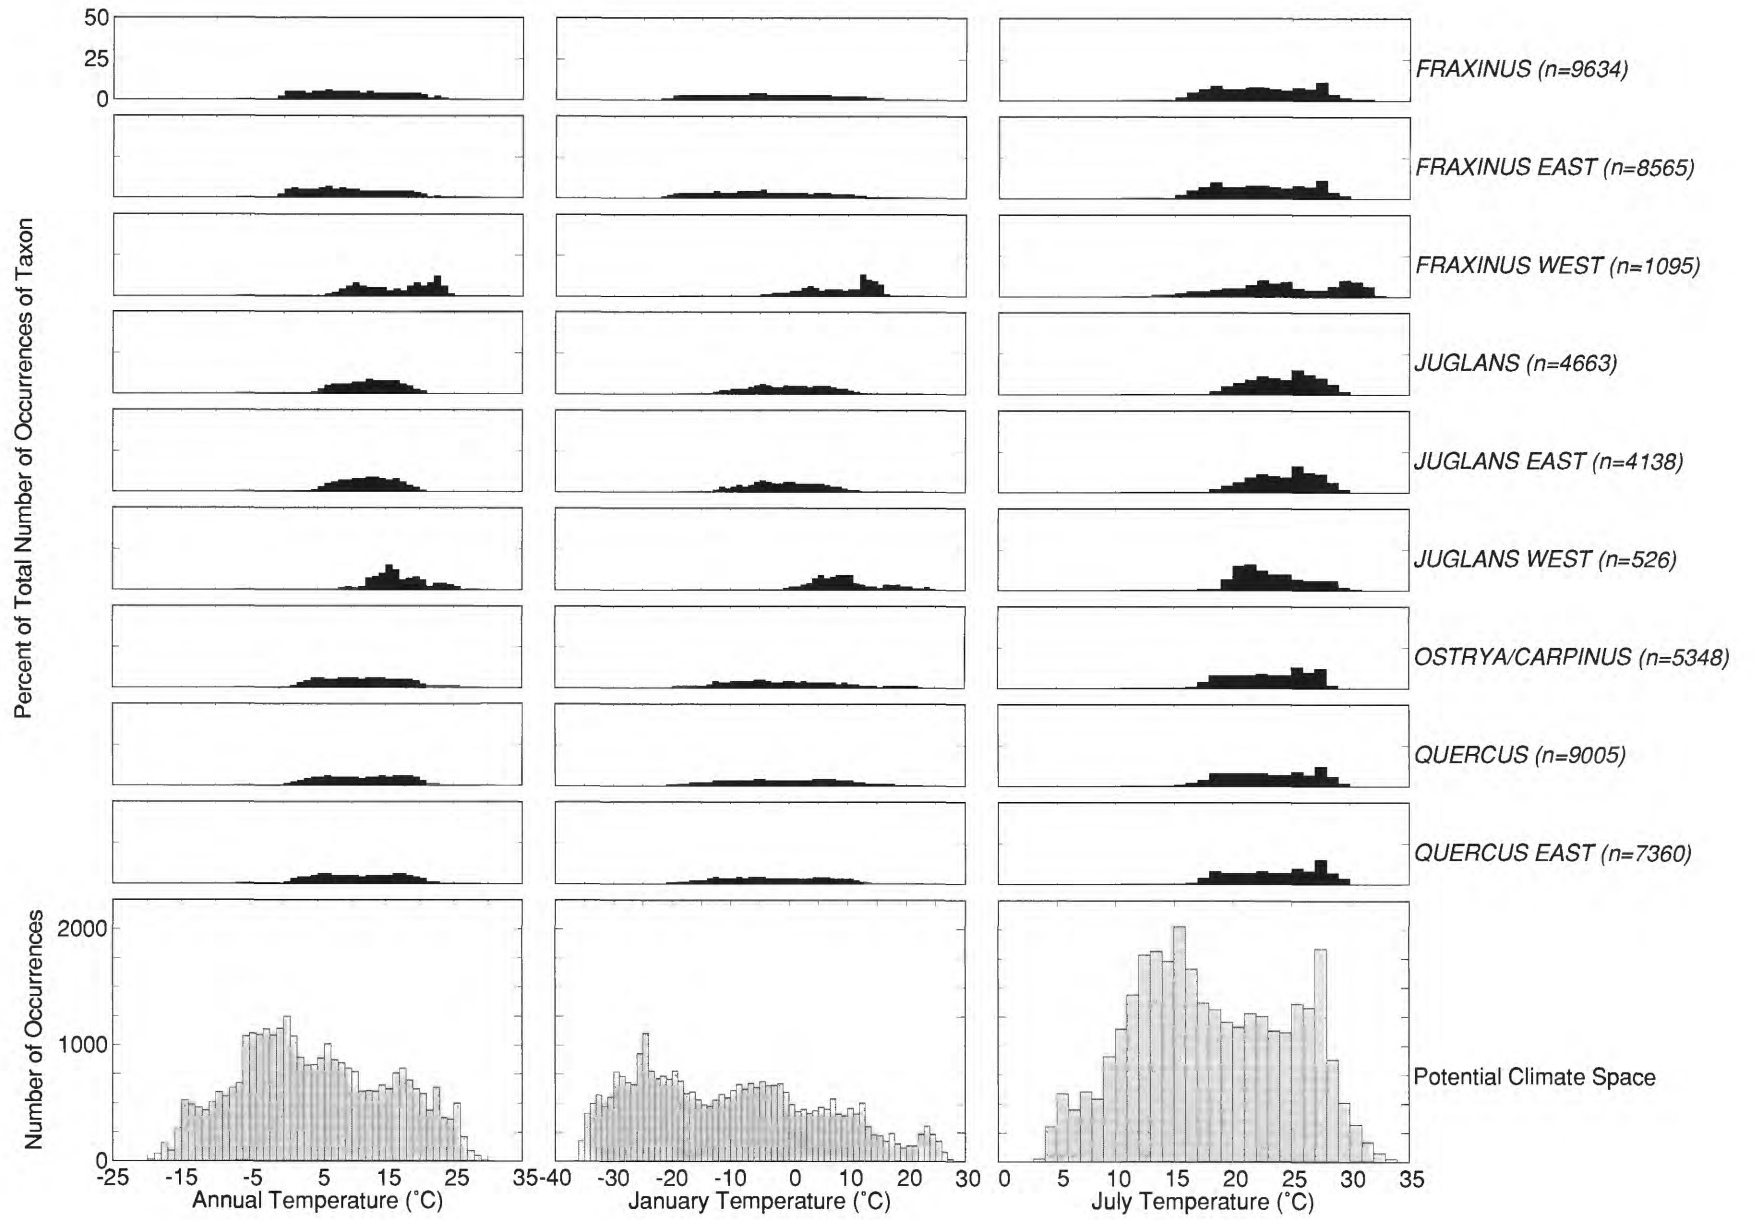 50
25
0
FRAXINUS (n=9634)
FRAXINUS EAST (n=8565)
FRAXINUS WEST (n=1095)
JUGLANS (n=4663)
JUGLANS EAST (n=4138)
JUGLANS WEST (n=526)
OSTRYA/CARPINUS (n=5348)
QUERCUS (n=9005)
QUERCUS EAST (n=7360)
Percent of Total Number of Occurrences of Taxon
Number of Occurrences
2000
1000
0
Potential Climate Space
-25 -15 -5 5 15 25 35
Annual Temperature (°C)
-40 -30 -20 -10 0 10 20 30
January Temperature (°C)
0 5 10 15 20 25 30 35
July Temperature (°C)